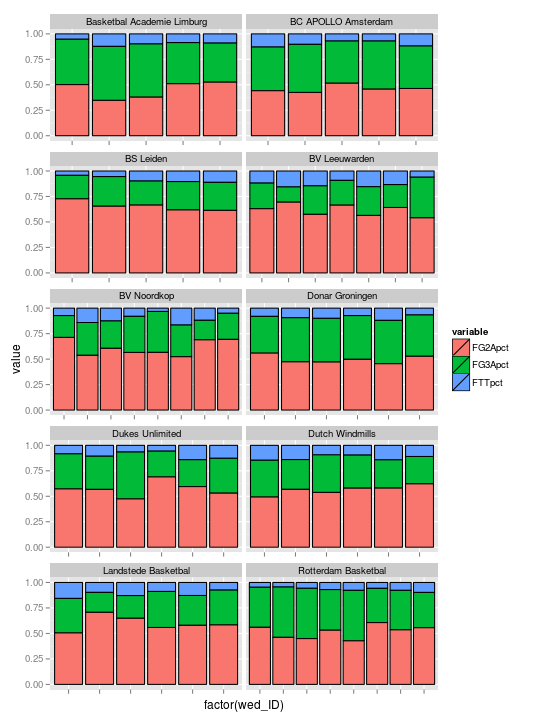 Basketbal Academie Limburg
BC APOLLO Amsterdam
1.00
0.75
0.50
0.25
0.00
BS Leiden
BV Leeuwarden
1.00
0.75
0.50
0.25
0.00
BV Noordkop
Donar Groningen
1.00
0.75
0.50
0.25
0.00
Dukes Unlimited
Dutch Windmills
1.00
0.75
0.50
0.25
0.00
Landstede Basketbal
Rotterdam Basketbal
1.00
0.75
0.50
0.25
0.00
value
factor(wed_ID)
variable
FG2Apct
FG3Apct
FTTpct